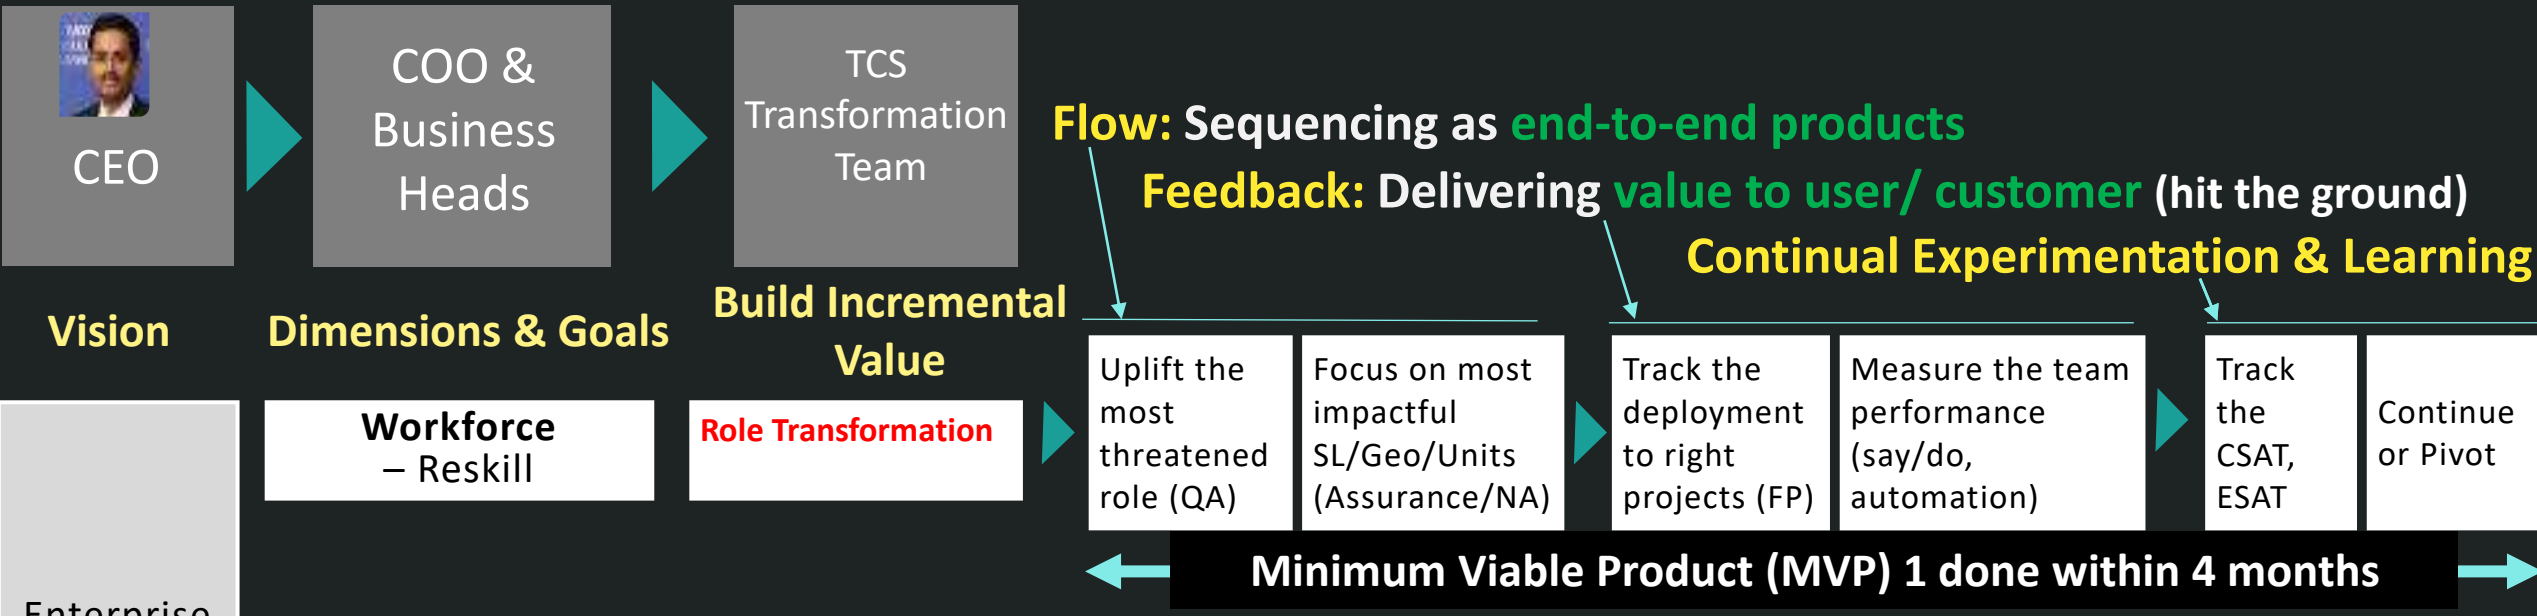 CEO
COO &
Business
Heads
TCS
Transformation
Team
Flow: Sequencing as end-to-end products
Feedback: Delivering value to user/ customer (hit the ground)
Continual Experimentation & Learning
Vision
Dimensions & Goals
Build Incremental
Value
Workforce
– Reskill
Role Transformation
Uplift the
most
threatened
role (QA)
Focus on most
impactful
SL/Geo/Units
(Assurance/NA)
Track the
deployment
to right
projects (FP)
Measure the team
performance
(say/do,
automation)
Track
the
CSAT,
ESAT
Continue
or Pivot
Minimum Viable Product (MVP) 1 done within 4 months
Enterprise